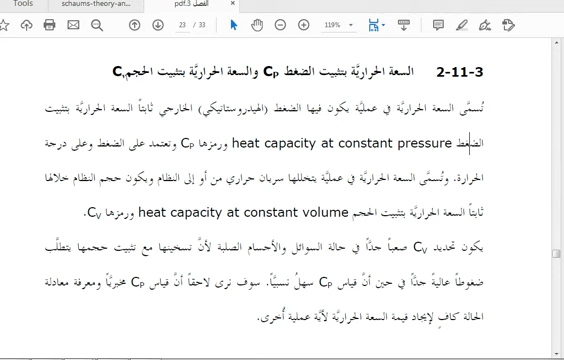 Tools
schaums-theory-an...
الفصل 3.pdf
×
23 / 33
119%
2-11-3 السعة الحراريَّة بتثبيت الضغط CP والسعة الحراريَّة بتثبيت الحجم CV
تُسمَّى السعة الحراريَّة في عمليَّة يكون فيها الضغط (الهيدروستاتيكي) الخارجي ثابتاً السعة الحراريَّة بتثبيت
الضغط heat capacity at constant pressure ورمزها CP وتعتمد على الضغط وعلى درجة
الحرارة. وتُسمَّى السعة الحراريَّة في عمليَّة يتخللها سريان حراري من أو إلى النظام ويكون حجم النظام خلالها
ثابتاً السعة الحراريَّة بتثبيت الحجم heat capacity at constant volume ورمزها CV.
يكون تحديد CV صعباً جدًّا في حالة السوائل والأجسام الصلبة لأنَّ تسخينها مع تثبيت حجمها يتطلَّب
ضغوطاً عالية جدًّا في حين أنَّ قياس CP سهلُ نسبيًّا. سوف نرى لاحقاً أنَّ قياس CP مخبريًّا ومعرفة معادلة
الحالة كافٍ لإيجاد قيمة السعة الحراريَّة لأيَّة عملية أُخرى.